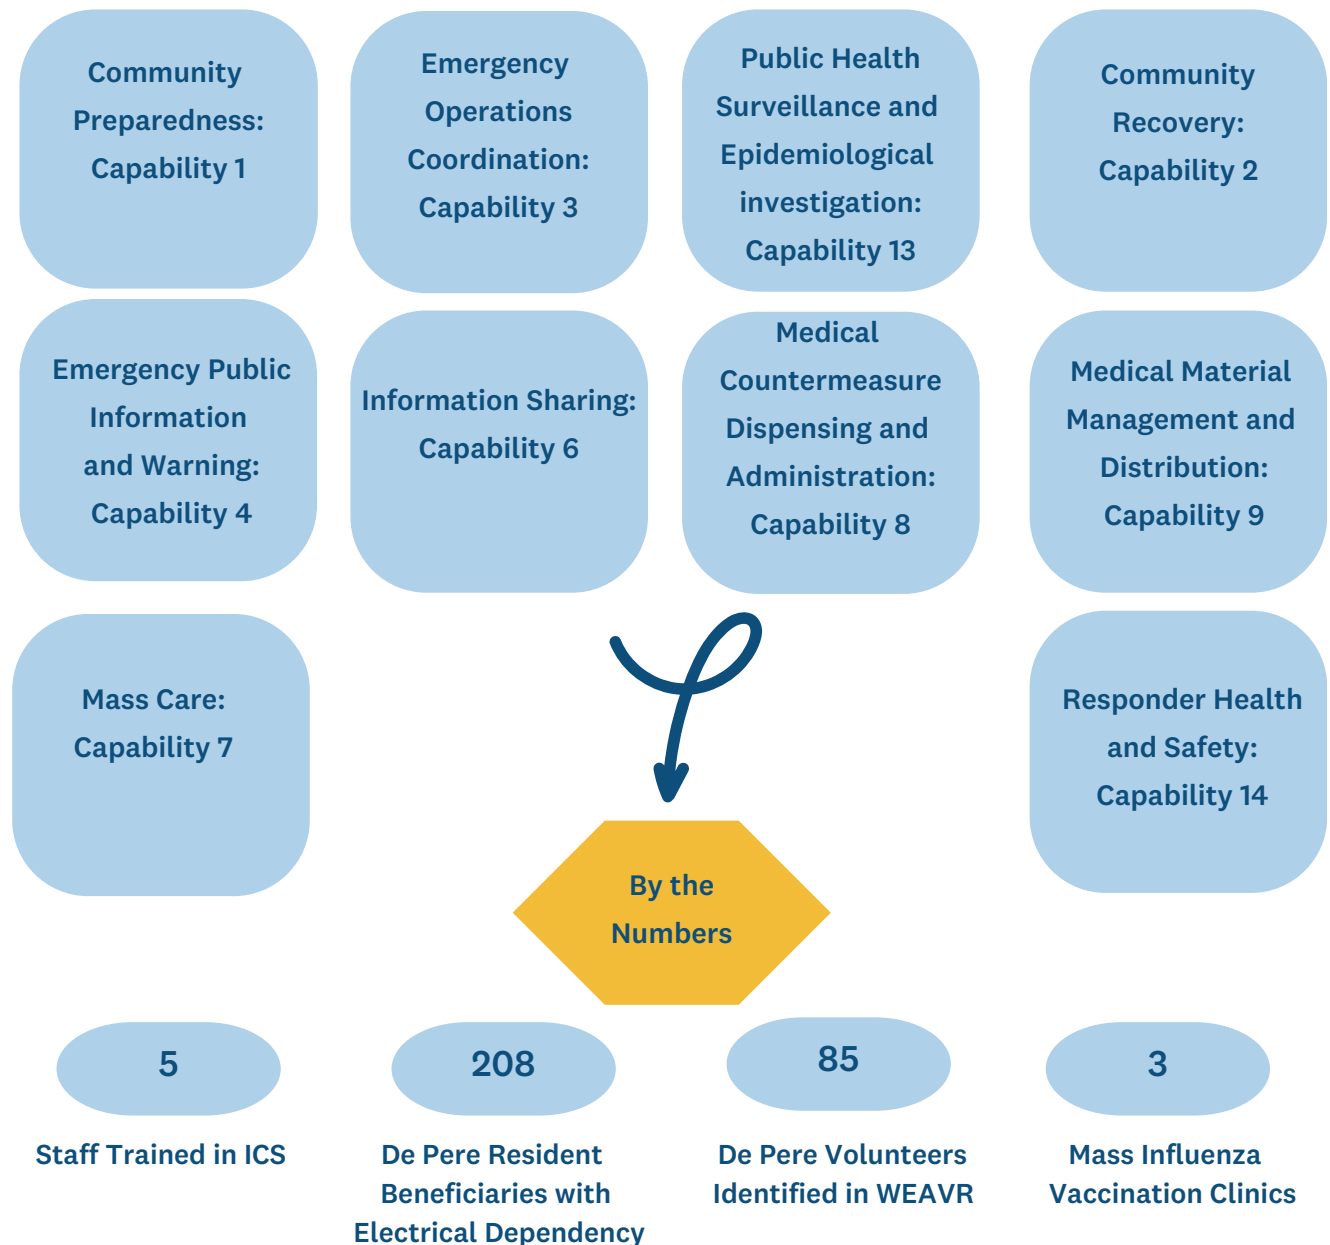 Community
Preparedness:
Capability 1
Emergency
Operations
Coordination:
Capability 3
Public Health
Surveillance and
Epidemiological
investigation:
Capability 13
Community
Recovery:
Capability 2
Emergency Public
Information
and Warning:
Capability 4
Information Sharing:
Capability 6
Medical
Countermeasure
Dispensing and
Administration:
Capability 8
Medical Material
Management and
Distribution:
Capability 9
Mass Care:
Capability 7
Responder Health
and Safety:
Capability 14
By the
Numbers
5
Staff Trained in ICS
208
De Pere Resident
Beneficiaries with
Electrical Dependency
85
De Pere Volunteers
Identified in WEAVR
3
Mass Influenza
Vaccination Clinics